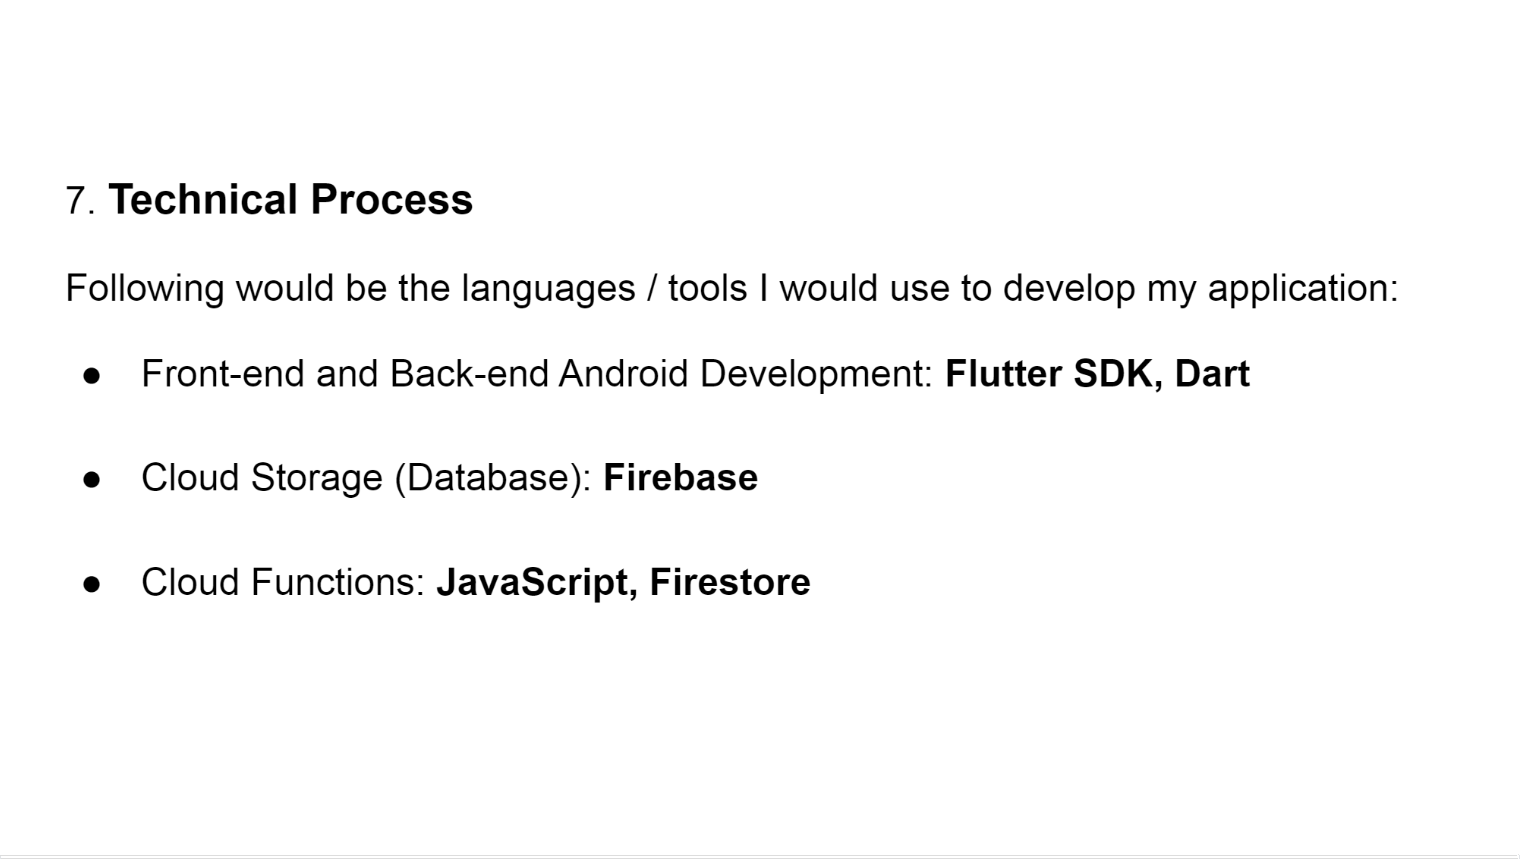 7. Technical Process
Following would be the languages / tools I would use to develop my application:
● Front-end and Back-end Android Development: Flutter SDK, Dart
● Cloud Storage (Database): Firebase
● Cloud Functions: JavaScript, Firestore